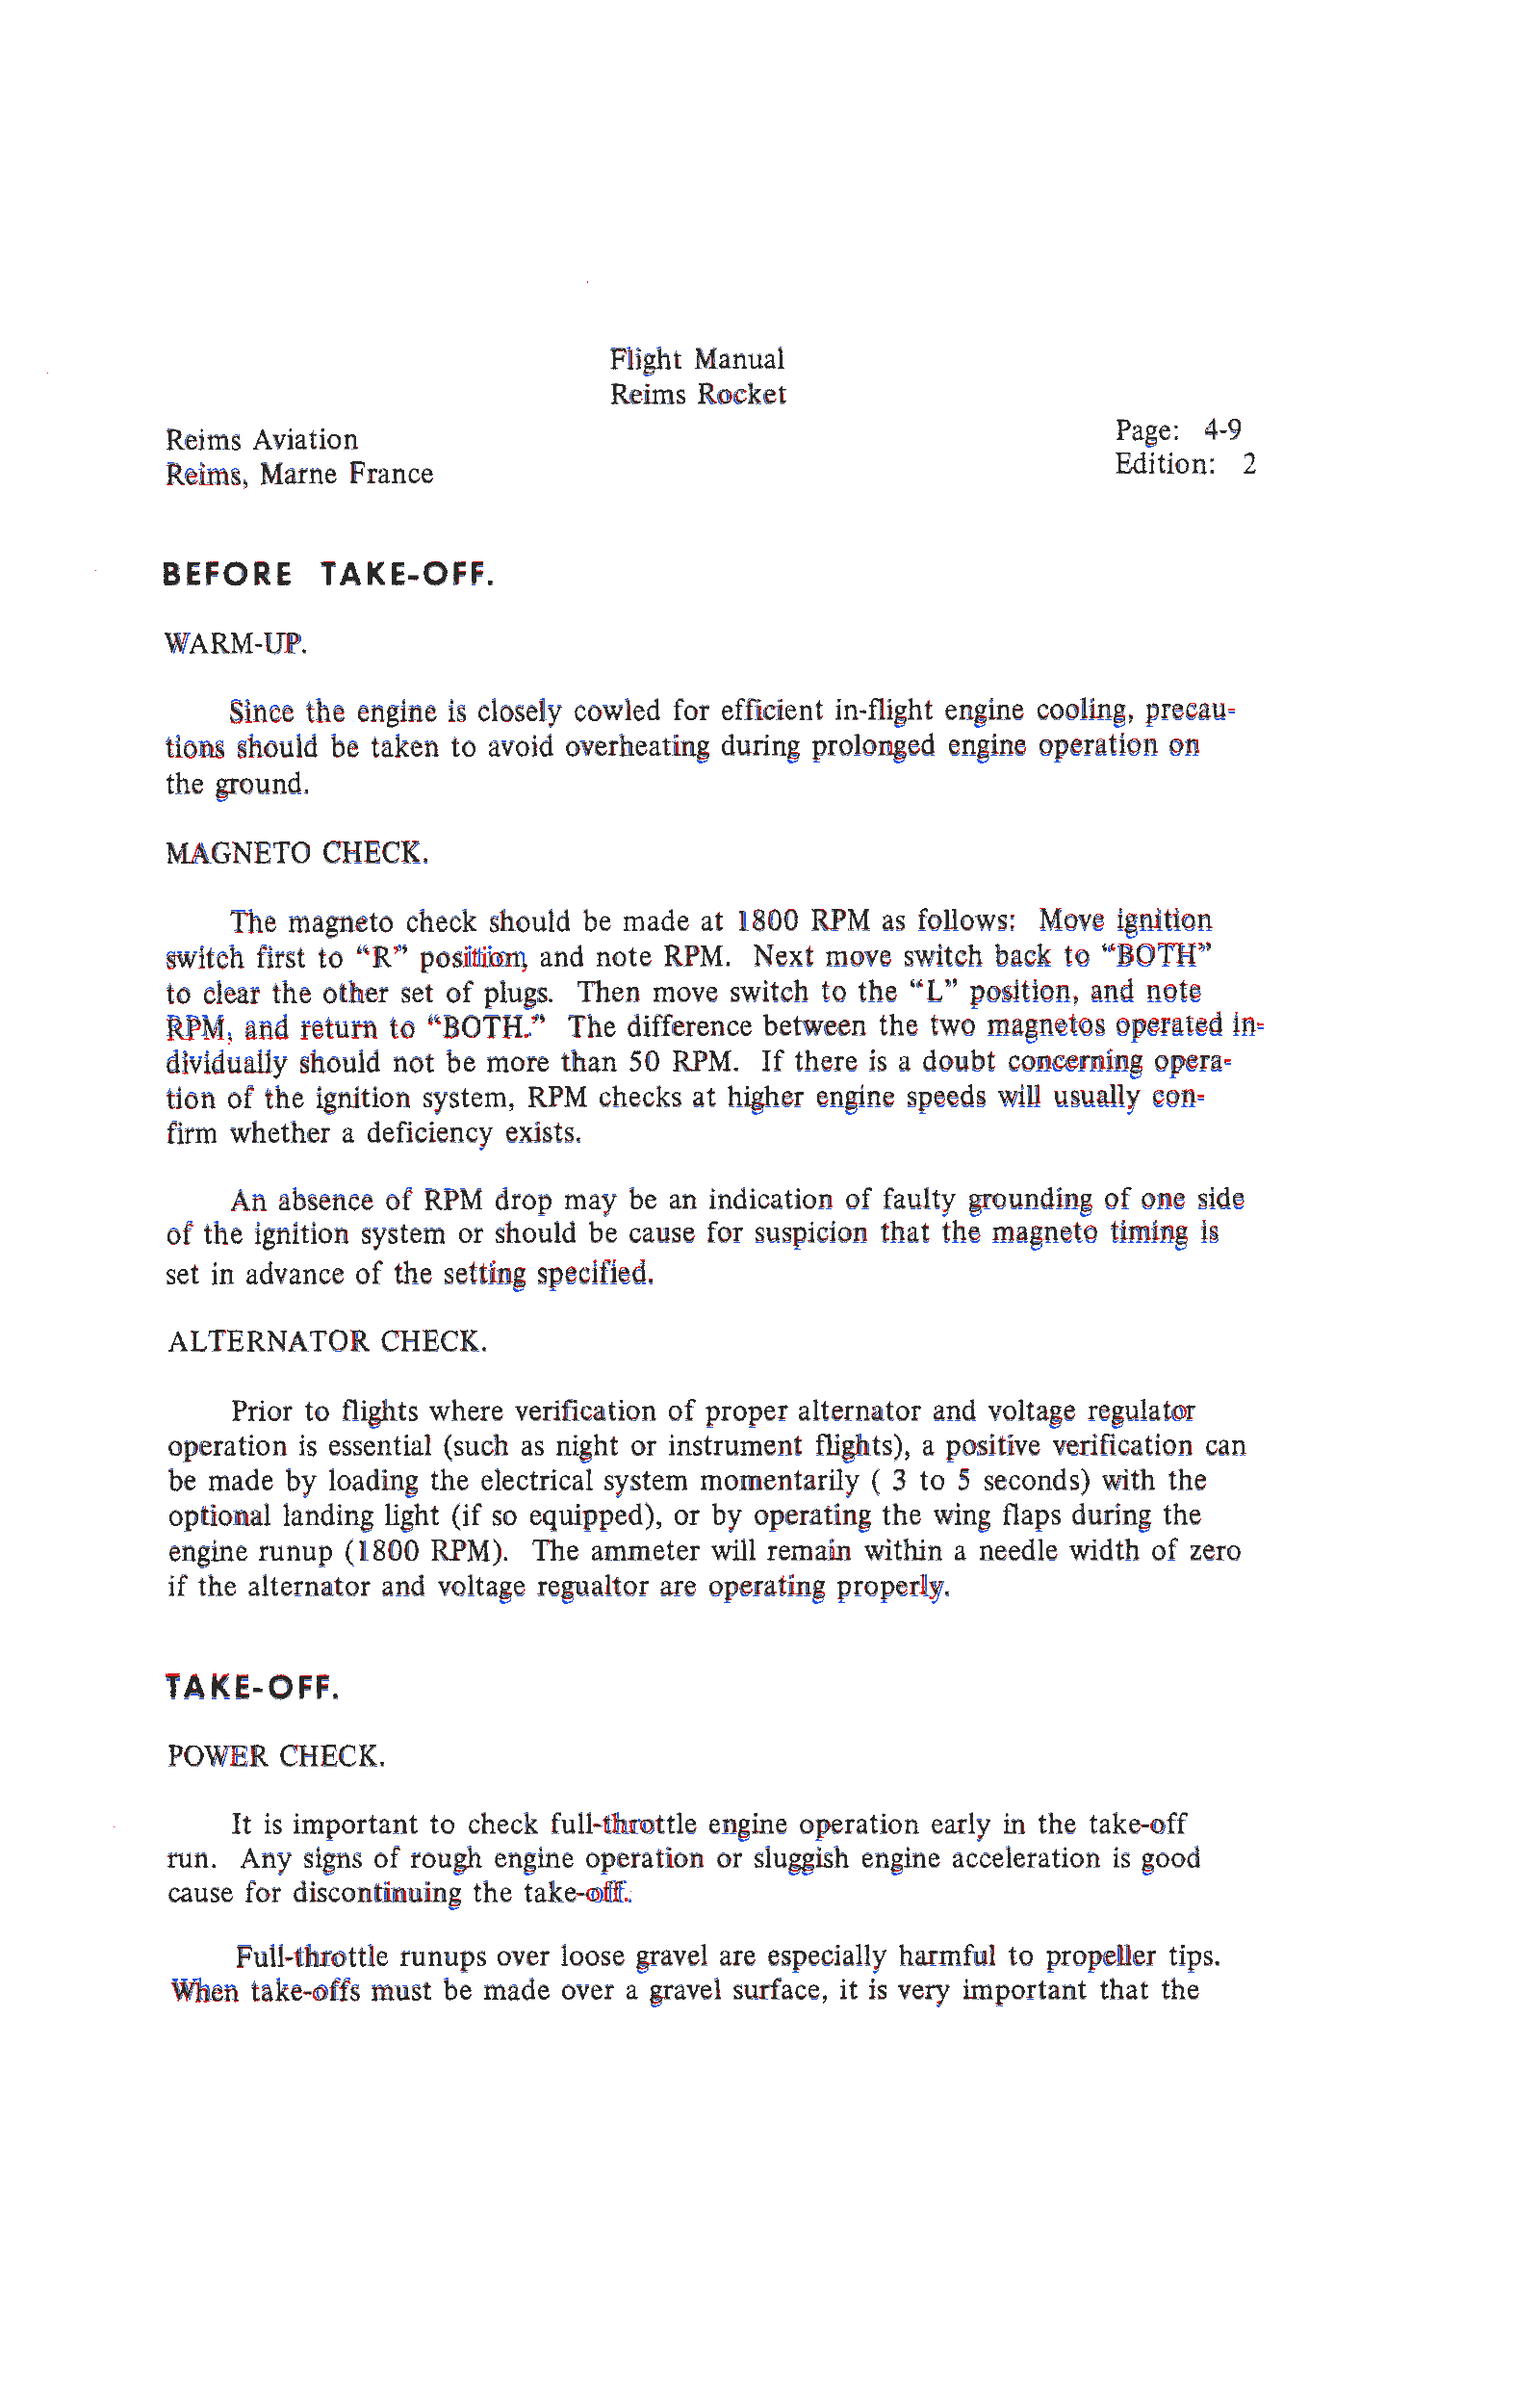 Flight Manual
Reims Rocket
Reims Aviation
Page: 4-9
Reims, Marne France
Edition: 2
BEFORE TAKE-OFF.
WARM-UP.
Since the engine is closely cowled for efficient in-flight engine cooling, precau-
tions should be taken to avoid overheating during prolonged engine operation on
the ground.
MAGNETO CHECK.
The magneto check should be made at 1800 RPM as follows: Move ignition
switch first to “R” position, and note RPM. Next move switch back to “BOTH”
to clear the other set of plugs. Then move switch to the “L” position, and note
RPM, and return to “BOTH.” The difference between the two magnetos operated in-
dividually should not be more than 50 RPM. If there is a doubt concerning opera-
tion of the ignition system, RPM checks at higher engine speeds will usually con-
firm whether a deficiency exists.
An absence of RPM drop may be an indication of faulty grounding of one side
of the ignition system or should be cause for suspicion that the magneto timing is
set in advance of the setting specified.
ALTERNATOR CHECK.
Prior to flights where verification of proper alternator and voltage regulator
operation is essential (such as night or instrument flights), a positive verification can
be made by loading the electrical system momentarily ( 3 to 5 seconds) with the
optional landing light (if so equipped), or by operating the wing flaps during the
engine runup (1800 RPM). The ammeter will remain within a needle width of zero
if the alternator and voltage regualtor are operating properly.
TAKE-OFF.
POWER CHECK.
It is important to check full-throttle engine operation early in the take-off
run. Any signs of rough engine operation or sluggish engine acceleration is good
cause for discontinuing the take-off.
Full-throttle runups over loose gravel are especially harmful to propeller tips.
When take-offs must be made over a gravel surface, it is very important that the